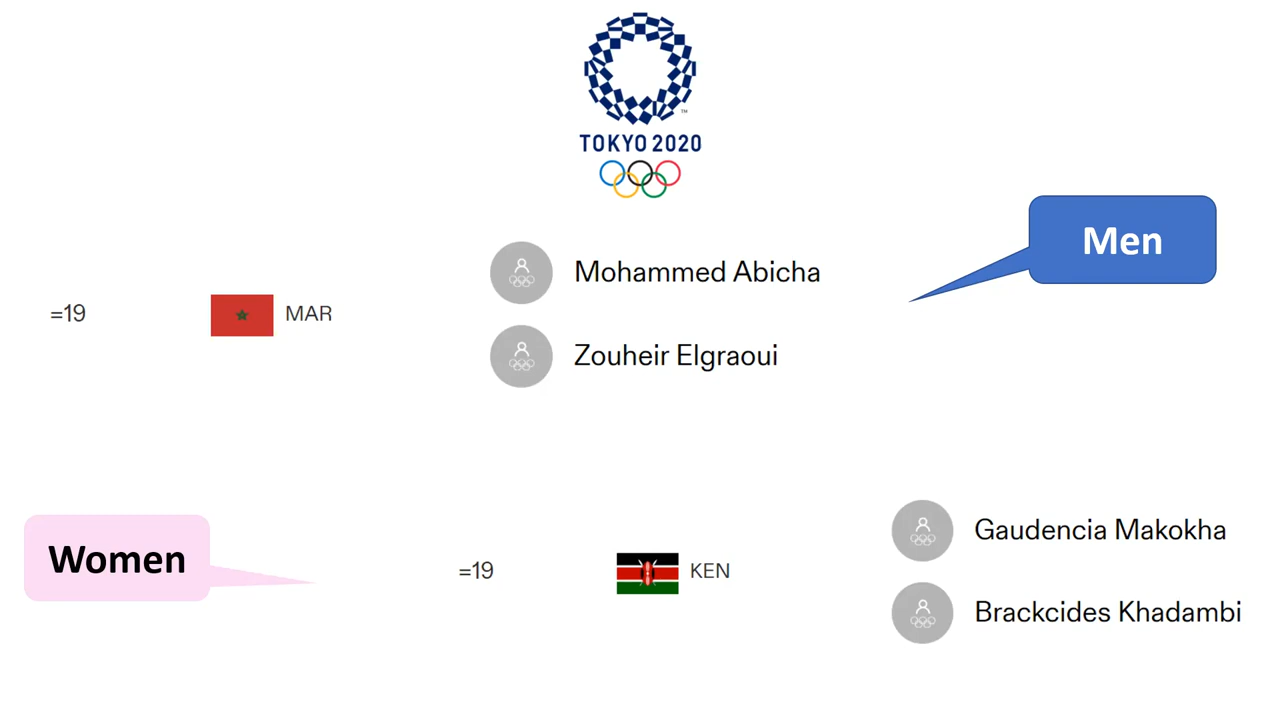 TOKYO 2020
Men
Mohammed Abicha
=19 MAR
Zouheir Elgraoui
Gaudencia Makokha
Women
=19 KEN
Brackcides Khadambi